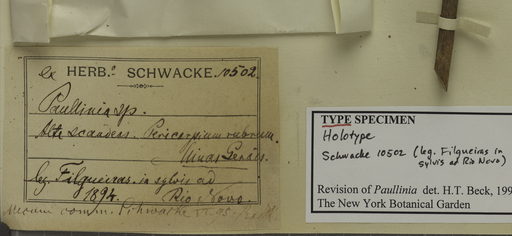 ex HERB.º SCHWACKE. 10502.
Paullinia sp.
Alte scandens. Pericarpium rubrum.
Minas Geraës.
leg. Filgueiras. in sylvis ad
1894. Rio Novo.
comm. Schwacke
TYPE SPECIMEN
Holotype
Schwacke 10502 (leg. Filgueiras in
sylvis ad Rio Novo)
Revision of Paullinia det. H.T. Beck, 199
The New York Botanical Garden